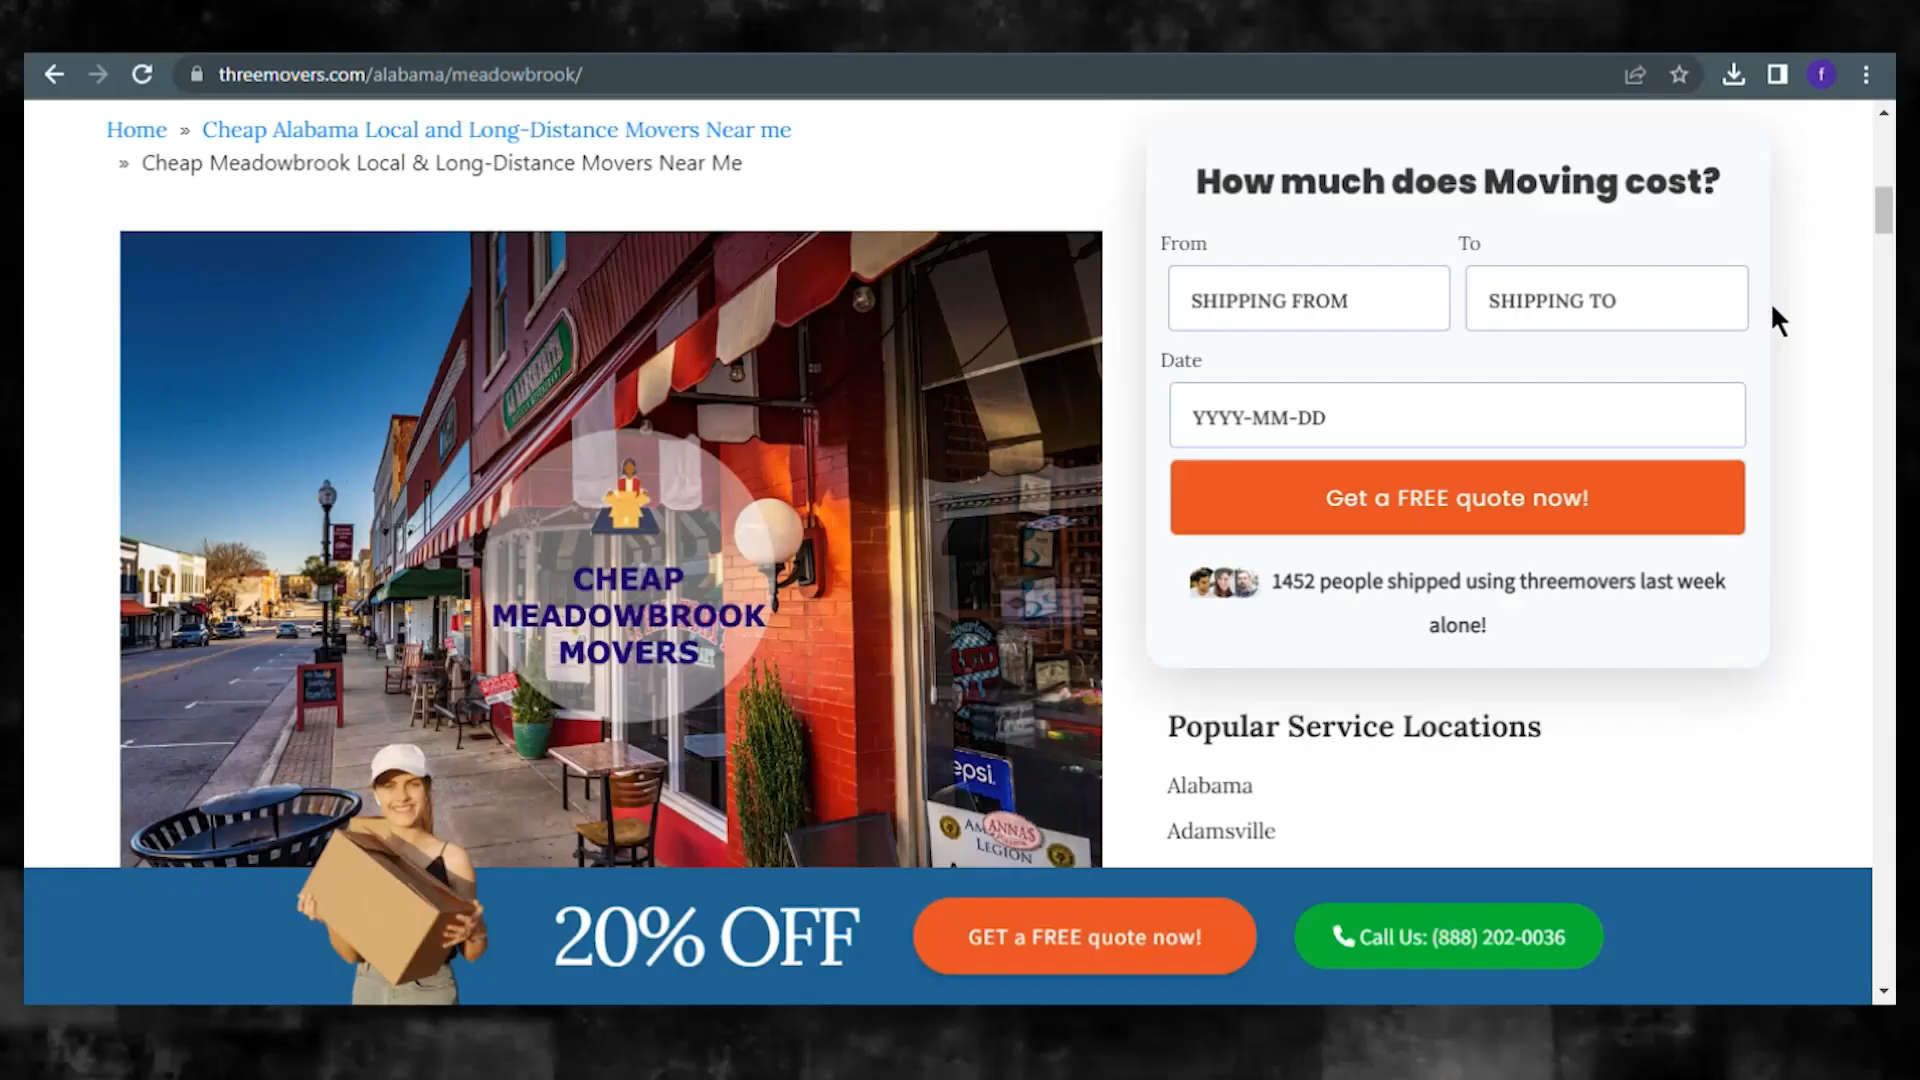 threemovers.com/alabama/meadowbrook/
f
Home » Cheap Alabama Local and Long-Distance Movers Near me
» Cheap Meadowbrook Local & Long-Distance Movers Near Me
CHEAP
MEADOWBROOK
MOVERS
epsi.
ANNAS
LEGION
How much does Moving cost?
From To
SHIPPING FROM SHIPPING TO
Date
YYYY-MM-DD
Get a FREE quote now!
1452 people shipped using threemovers last week
alone!
Popular Service Locations
Alabama
Adamsville
20% OFF
GET a FREE quote now!
Call Us: (888) 202-0036